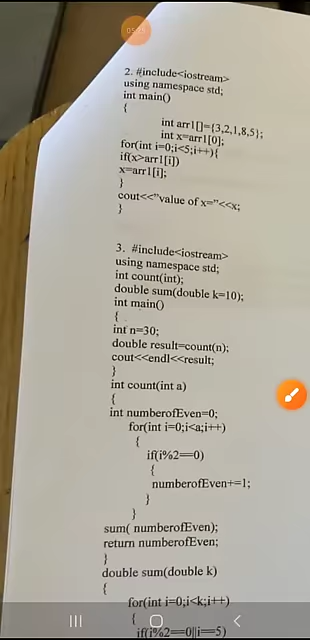 05:15
2. #include<iostream>
using namespace std;
int main()
{
int arr1[]={3,2,1,8,5};
int x=arr1[0];
for(int i=0;i<5;i++){
if(x>arr1[i])
x=arr1[i];
}
cout<<"value of x="<<x;
}
3. #include<iostream>
using namespace std;
int count(int);
double sum(double k=10);
int main()
{
int n=30;
double result=count(n);
cout<<endl<<result;
}
int count(int a)
{
int numberofEven=0;
for(int i=0;i<a;i++)
{
if(i%2==0)
{
numberofEven+=1;
}
}
sum( numberofEven);
return numberofEven;
}
double sum(double k)
{
for(int i=0;i<k;i++)
{
if(i%2==0||i==5)